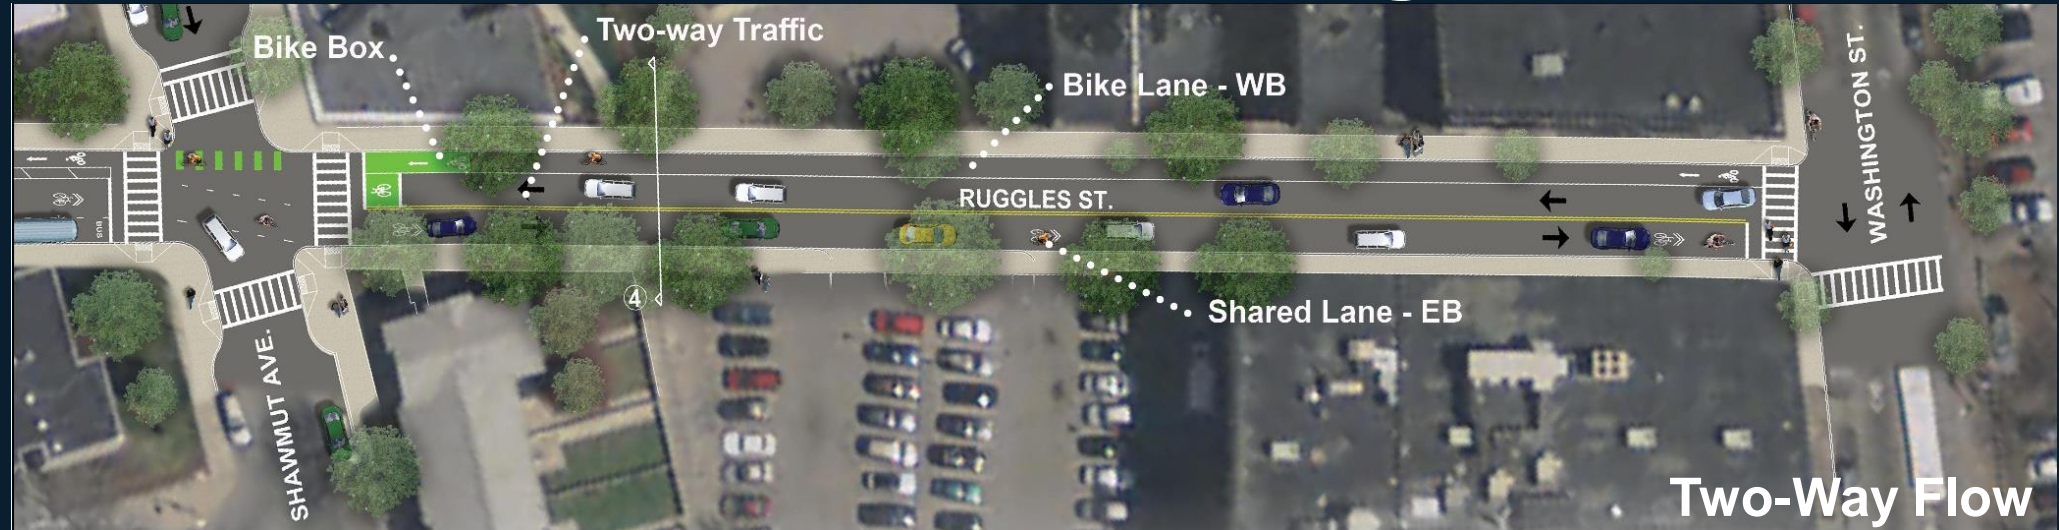 Two-way Traffic
Bike Box
Bike Lane - WB
WASHINGTON ST.
RUGGLES ST.
BUS
4
Shared Lane - EB
SHAWMUT AVE.
Two-Way Flow